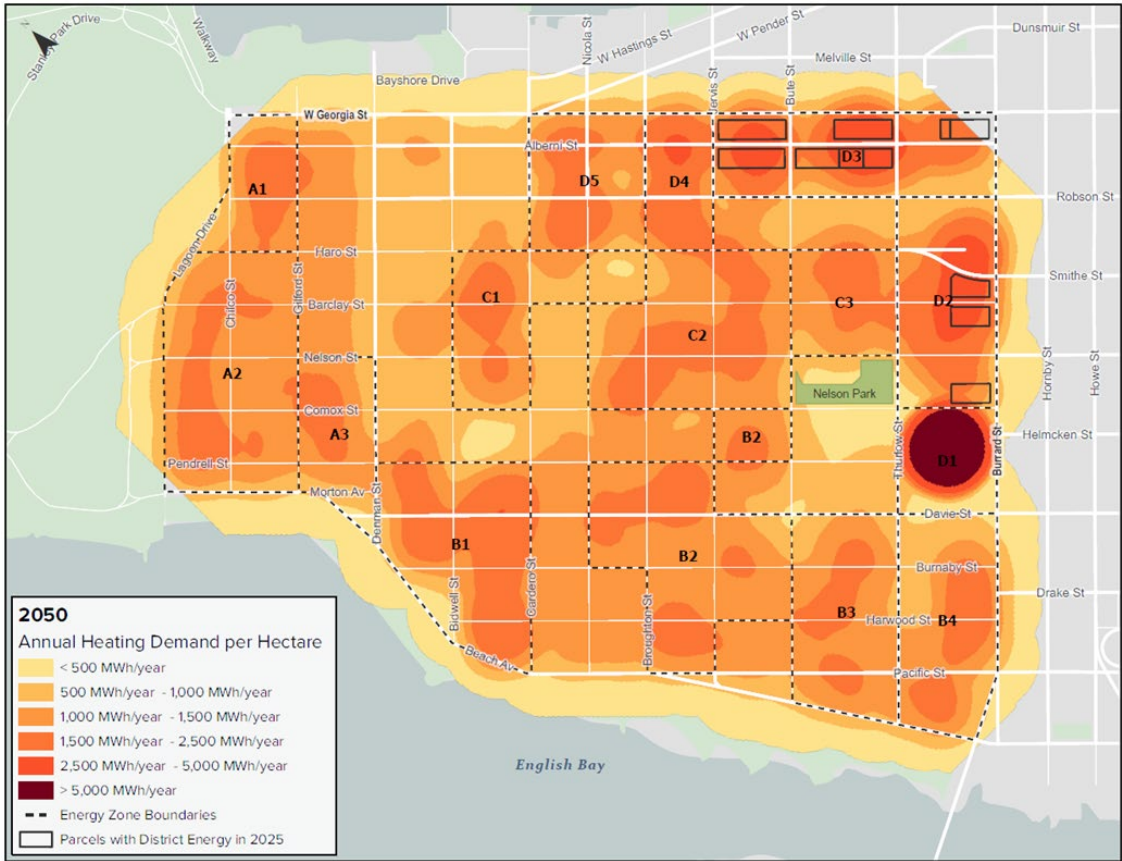 N
Stanley Park Drive
Walkway
Nicola St
W Hastings St
W Pender St
Dunsmuir St
Melville St
Bayshore Drive
Jervis St
Bute St
W Georgia St
Alberni St
D3
A1
D5
D4
Robson St
Lagoon Drive
Haro St
Smithe St
Chilco St
Gilford St
Barclay St
C1
C3
D2
C2
Nelson St
A2
Nelson Park
Hornby St
Howe St
Comox St
A3
B2
Thurlow St
Burrard St
Helmcken St
Pendrell St
D1
Morton Av
Denman St
Davie St
B1
B2
Bidwell St
Cardero St
Burnaby St
Drake St
Broughton St
B3
Harwood St
B4
Beach Av
Pacific St
English Bay
2050
Annual Heating Demand per Hectare
< 500 MWh/year
500 MWh/year - 1,000 MWh/year
1,000 MWh/year - 1,500 MWh/year
1,500 MWh/year - 2,500 MWh/year
2,500 MWh/year - 5,000 MWh/year
> 5,000 MWh/year
Energy Zone Boundaries
Parcels with District Energy in 2025